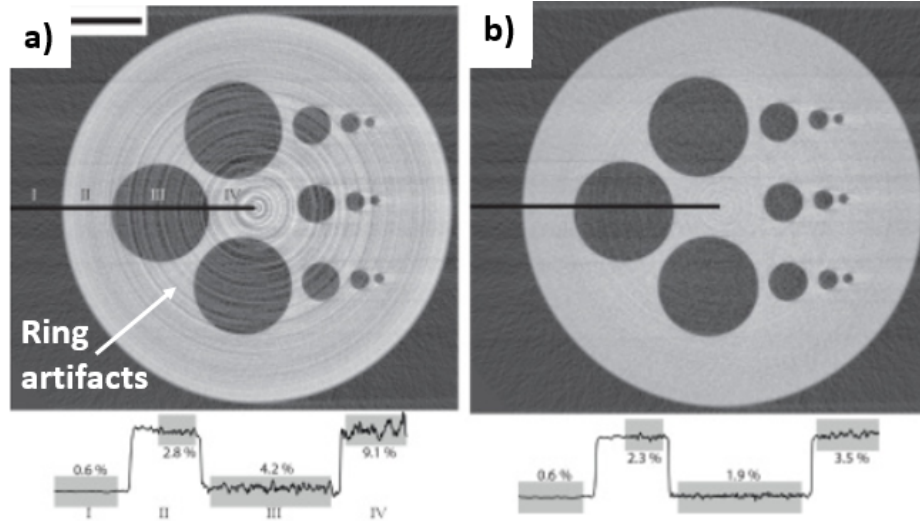 a)
b)
I II III IV
Ring
artifacts
0.6 % 2.8 % 4.2 % 9.1 %
I II III IV
0.6 % 2.3 % 1.9 % 3.5 %